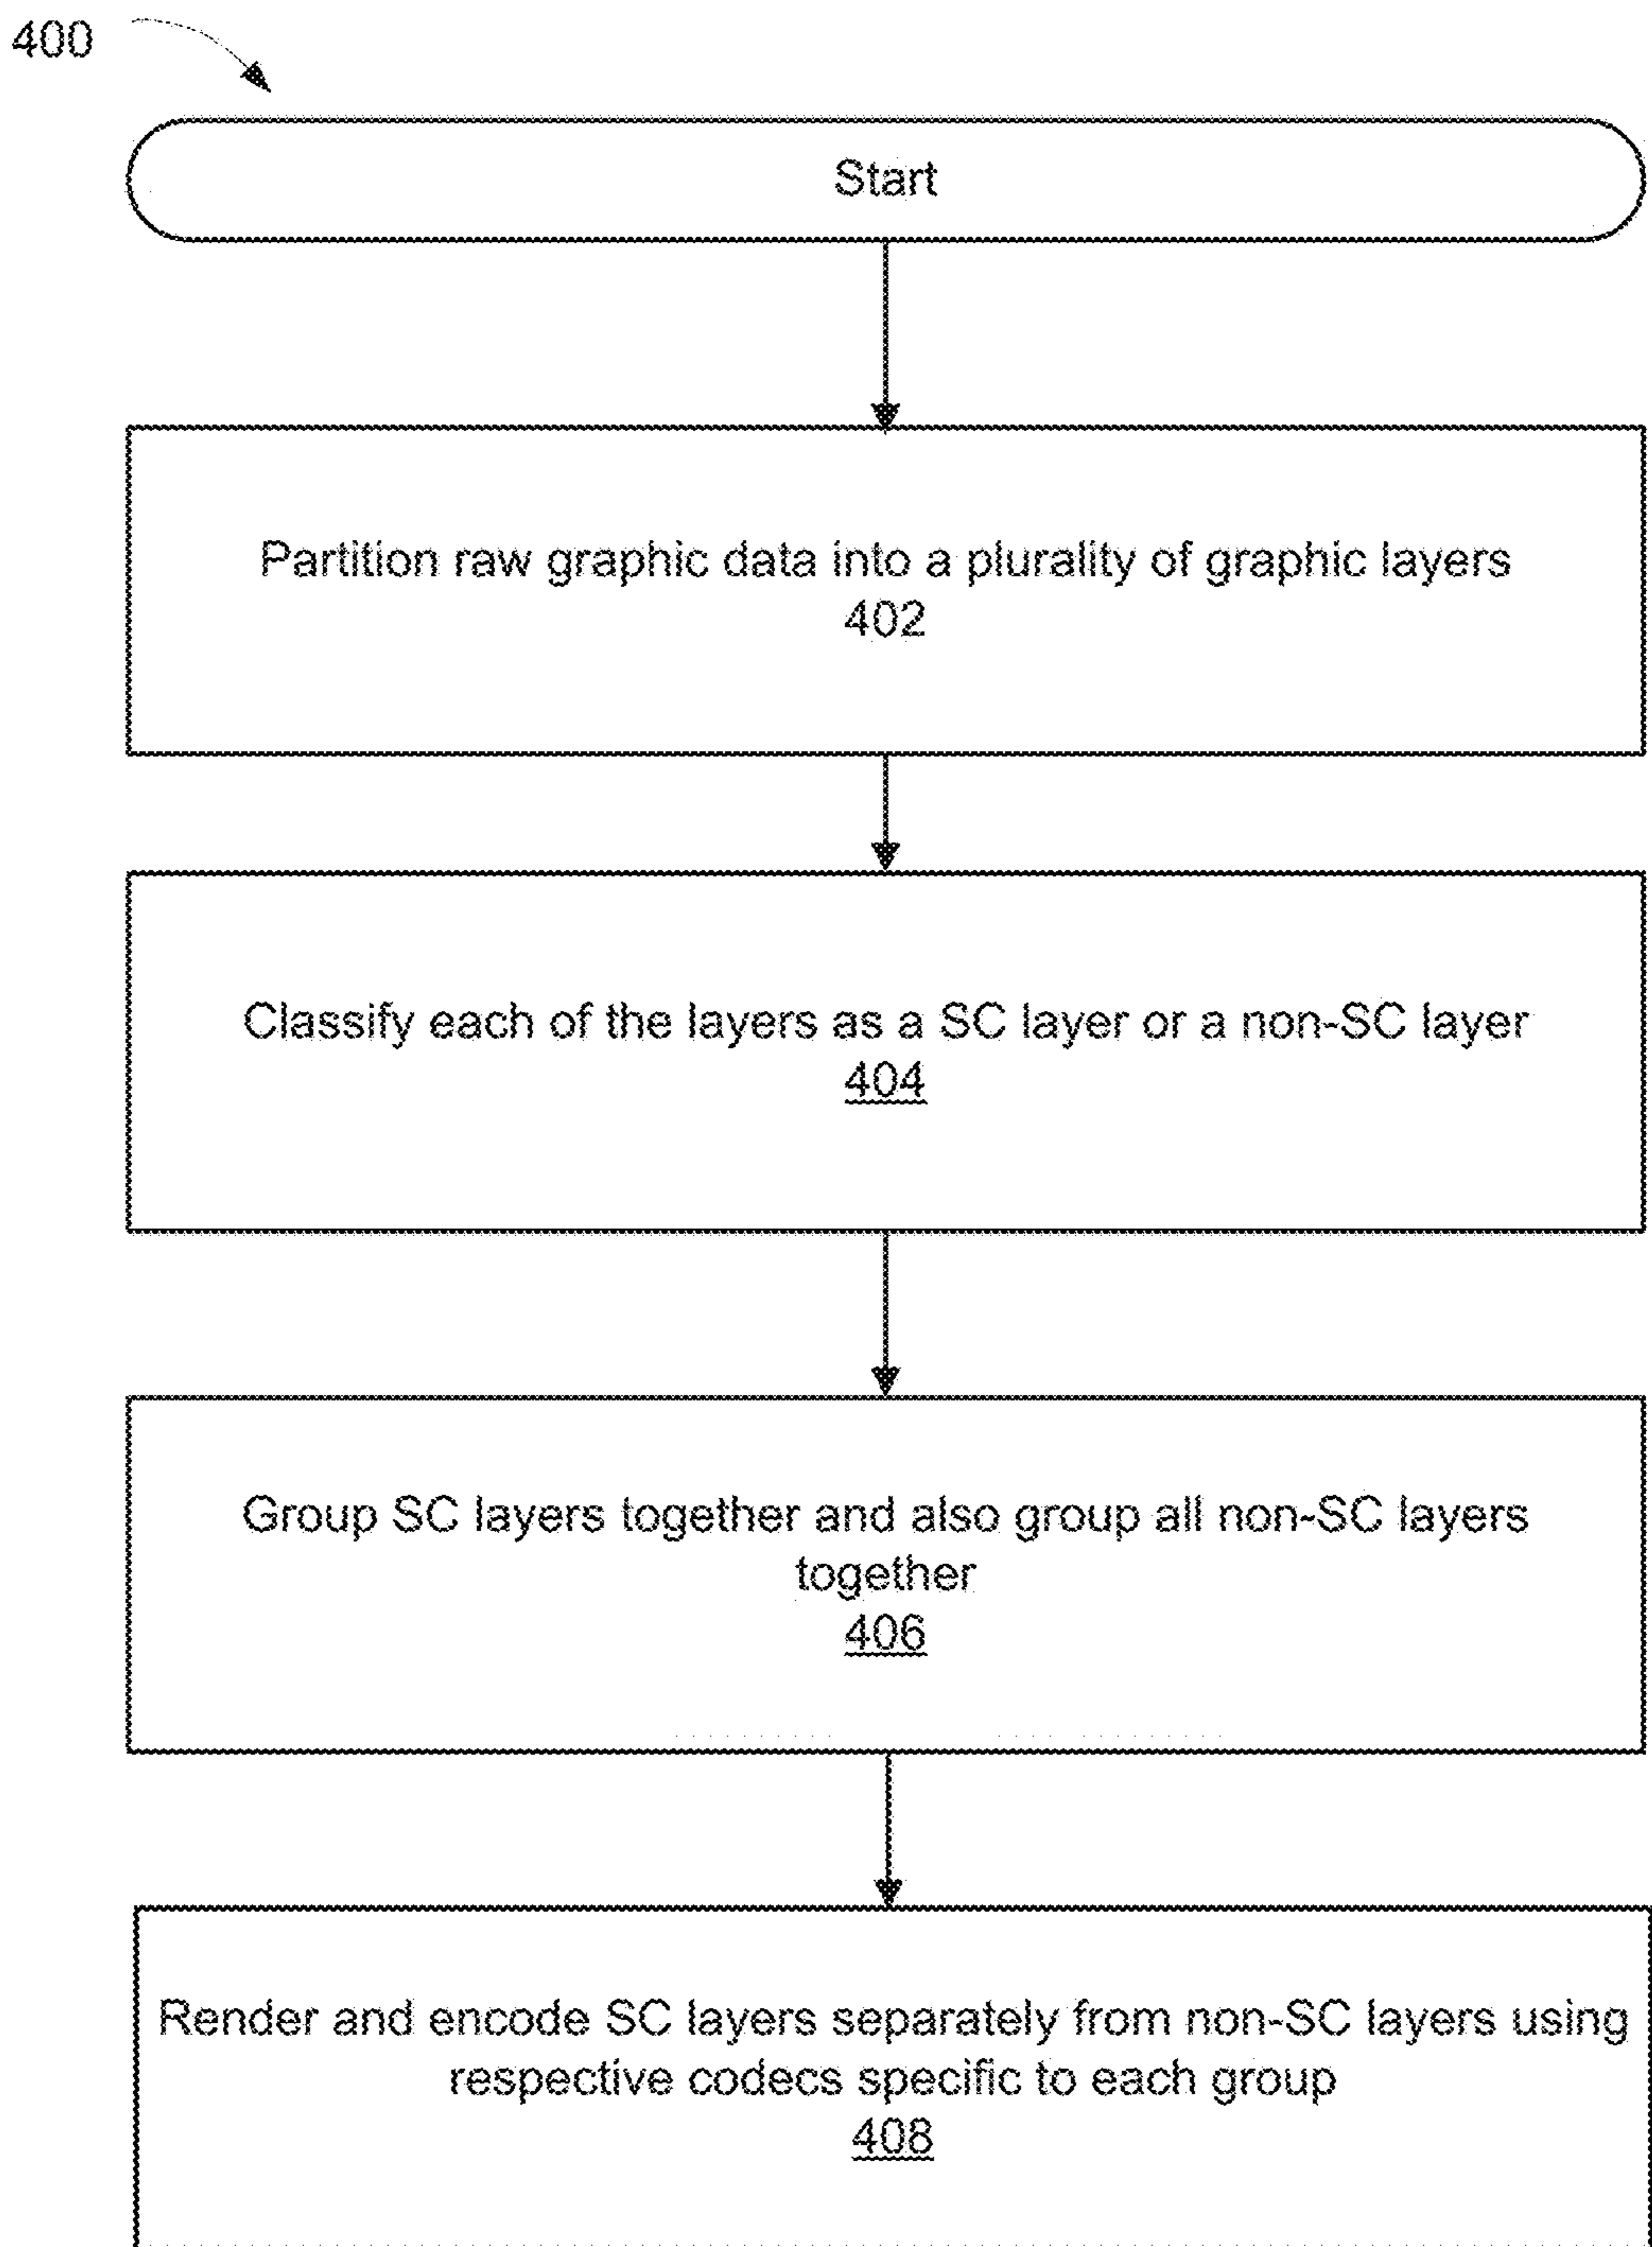 400
Start
Partition raw graphic data into a plurality of graphic layers
402
Classify each of the layers as a SC layer or a non-SC layer
404
Group SC layers together and also group all non-SC layers
together
406
Render and encode SC layers separately from non-SC layers using
respective codecs specific to each group
408